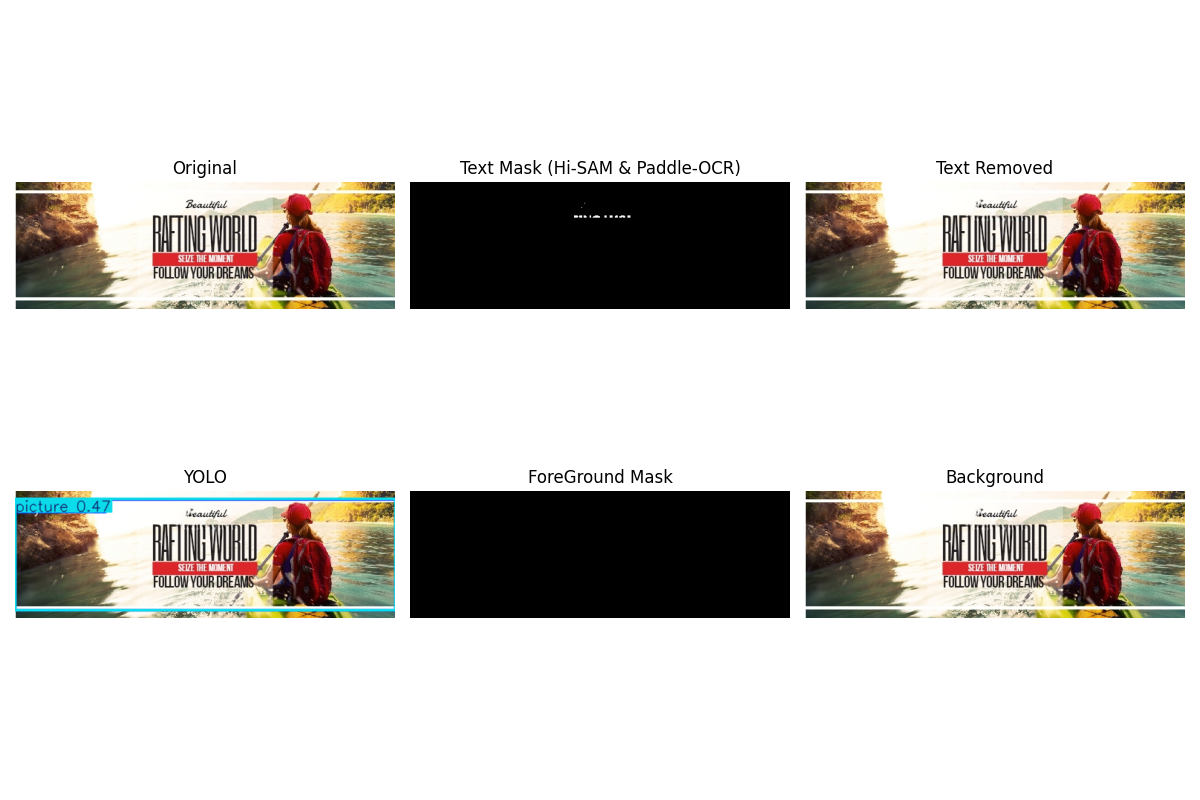 Original
Beautiful
RAFTING WORLD
SEIZE THE MOMENT
FOLLOW YOUR DREAMS
Text Mask (Hi-SAM & Paddle-OCR)
Text Removed
Beautiful
RAFTING WORLD
SEIZE THE MOMENT
FOLLOW YOUR DREAMS
YOLO
picture 0.47
Beautiful
RAFTING WORLD
SEIZE THE MOMENT
FOLLOW YOUR DREAMS
ForeGround Mask
Background
Beautiful
RAFTING WORLD
SEIZE THE MOMENT
FOLLOW YOUR DREAMS